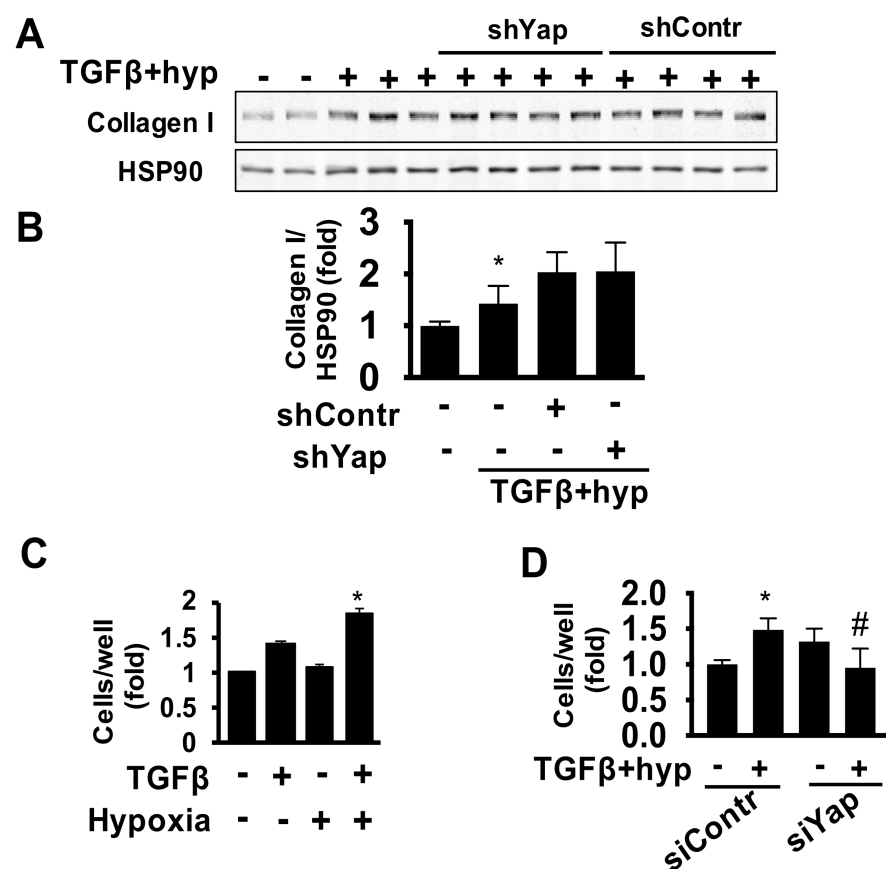 A
shYap shContr
TGFβ+hyp - - + + + + + + + + + + +
Collagen I
HSP90
B
Collagen I/
HSP90 (fold)
3
2
1
0
*
shContr - - + -
shYap - - - +
TGFβ+hyp
C
Cells/well
(fold)
2
1.5
1
0.5
0
*
TGFβ - + - +
Hypoxia - - + +
D
Cells/well
(fold)
2.0
1.5
1.0
0.5
0.0
*
#
TGFβ+hyp - + - +
siContr siYap